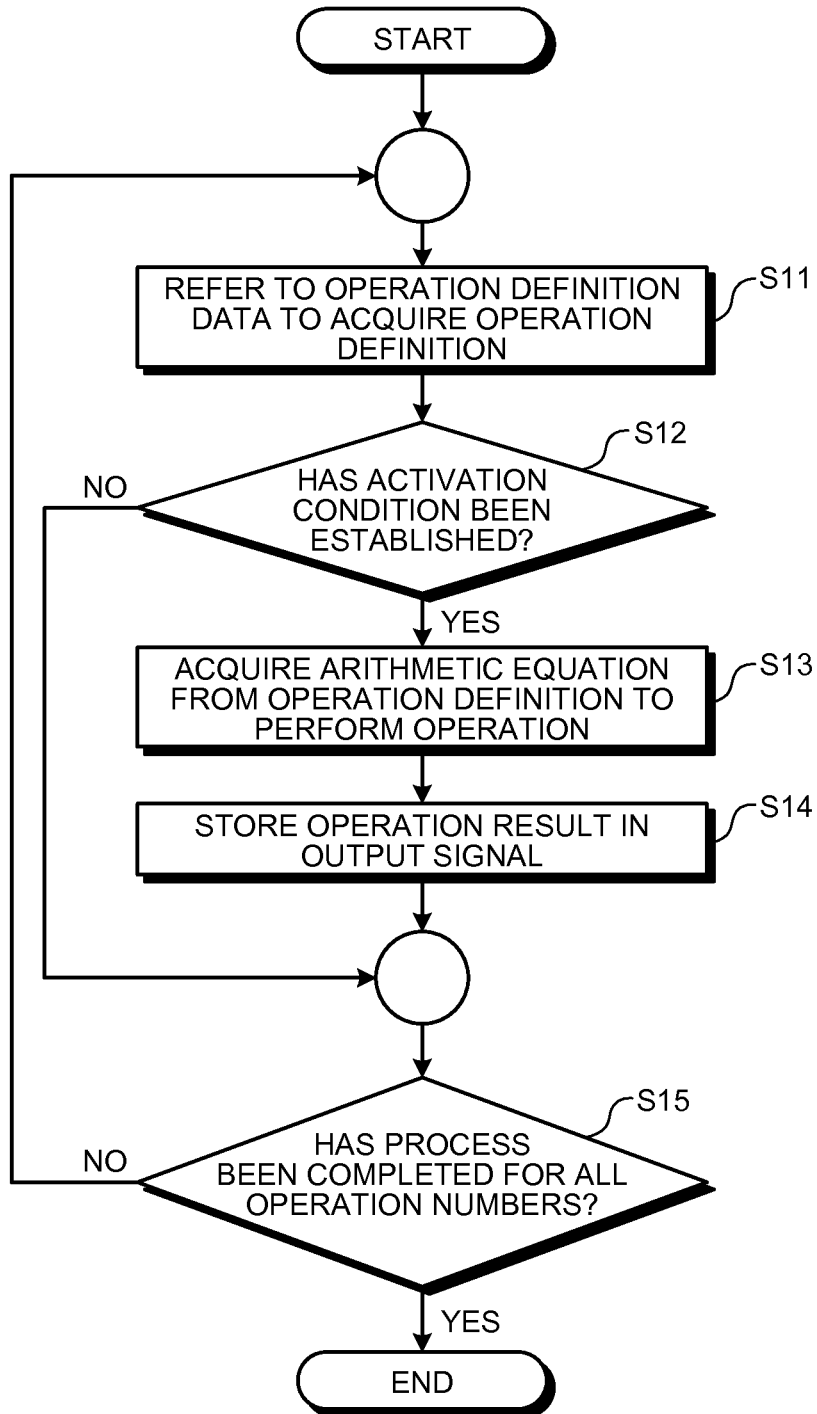 START
REFER TO OPERATION DEFINITION
DATA TO ACQUIRE OPERATION
DEFINITION
S11
HAS ACTIVATION
CONDITION BEEN
ESTABLISHED?
S12
NO
YES
ACQUIRE ARITHMETIC EQUATION
FROM OPERATION DEFINITION TO
PERFORM OPERATION
S13
STORE OPERATION RESULT IN
OUTPUT SIGNAL
S14
HAS PROCESS
BEEN COMPLETED FOR ALL
OPERATION NUMBERS?
S15
NO
YES
END